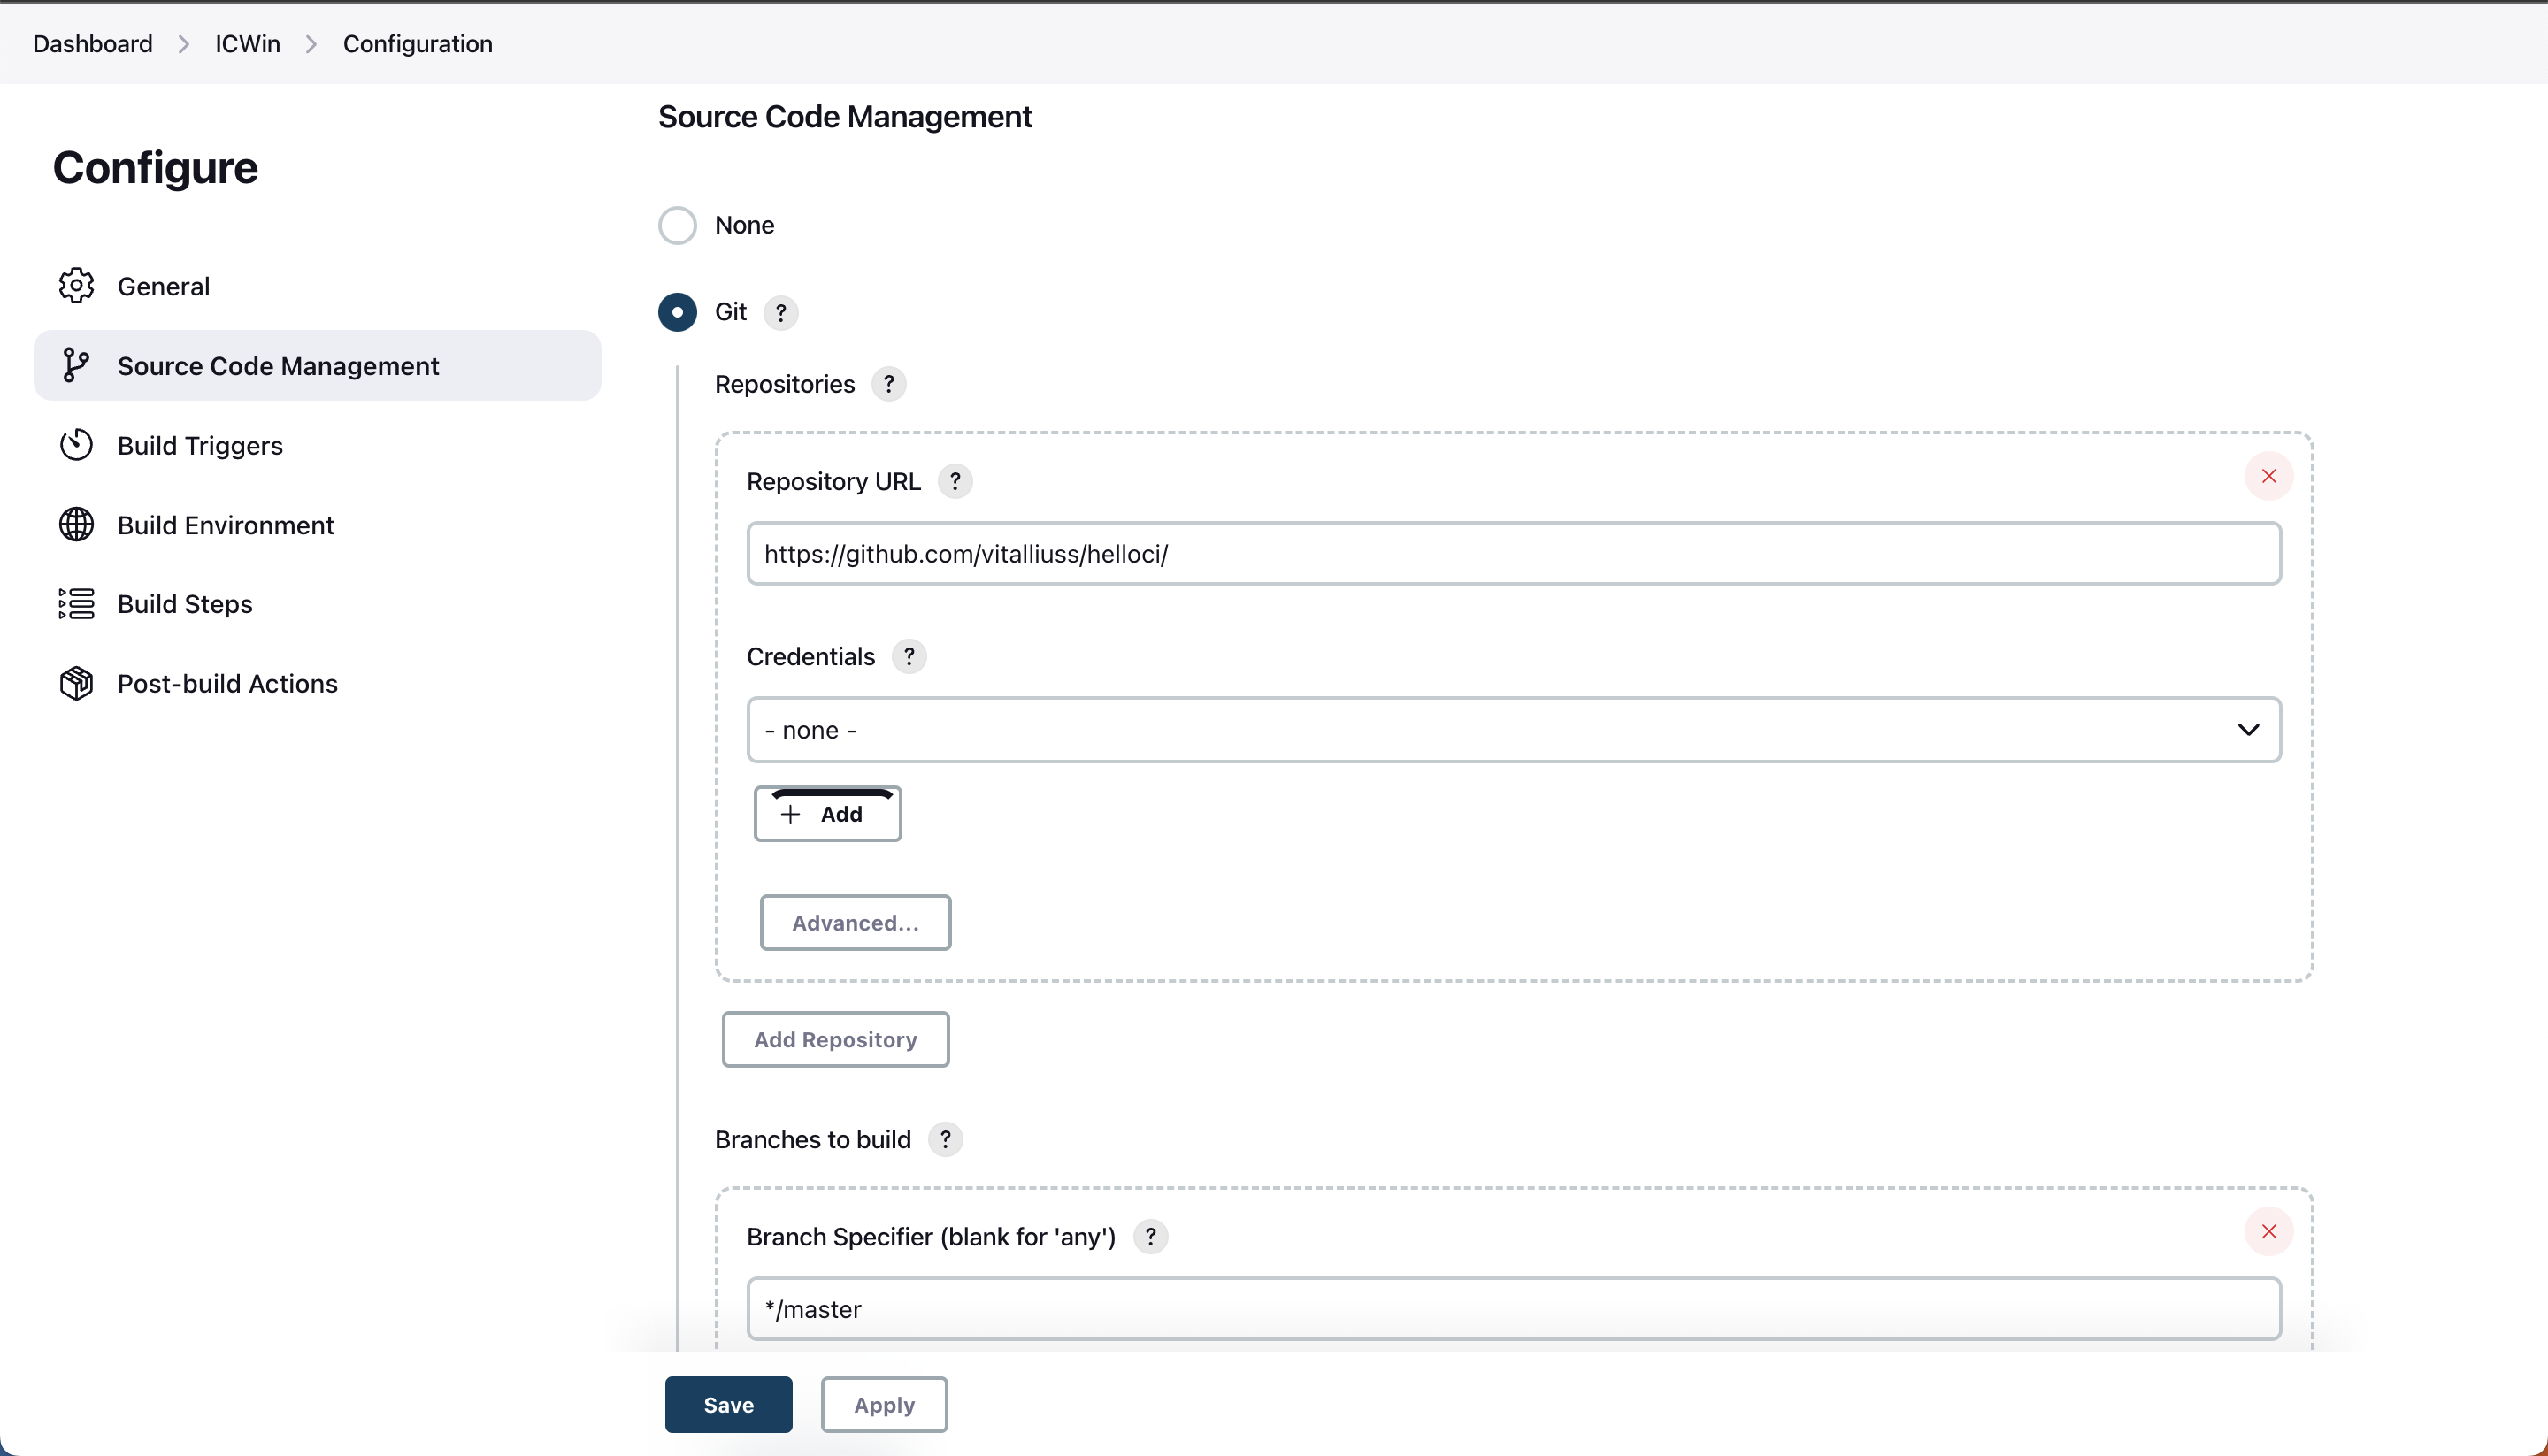 Dashboard > ICWin > Configuration
Configure
General
Source Code Management
Build Triggers
Build Environment
Build Steps
Post-build Actions
Source Code Management
None
Git ?
Repositories ?
Repository URL ?
https://github.com/vitalliuss/helloci/
Credentials ?
- none -
+ Add
Advanced...
Add Repository
Branches to build ?
Branch Specifier (blank for 'any') ?
*/master
Save Apply